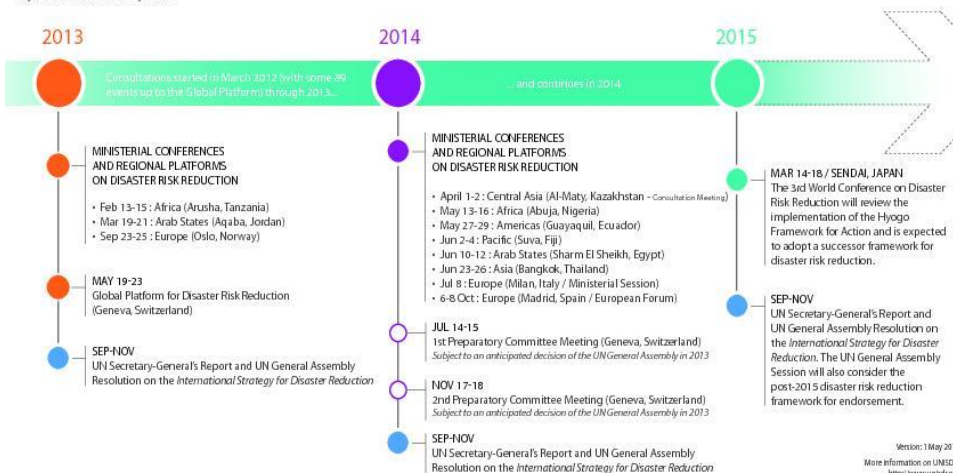 2013
2014
2015
Consultations started in March 2012 (with some 89
events up to the Global Platform) through 2013...
... and continues in 2014
MINISTERIAL CONFERENCES
AND REGIONAL PLATFORMS
ON DISASTER RISK REDUCTION
• Feb 13-15 : Africa (Arusha, Tanzania)
• Mar 19-21 : Arab States (Aqaba, Jordan)
• Sep 23-25 : Europe (Oslo, Norway)
MAY 19-23
Global Platform for Disaster Risk Reduction
(Geneva, Switzerland)
SEP-NOV
UN Secretary-General's Report and UN General Assembly
Resolution on the International Strategy for Disaster Reduction
MINISTERIAL CONFERENCES
AND REGIONAL PLATFORMS
ON DISASTER RISK REDUCTION
• April 1-2 : Central Asia (Al-Maty, Kazakhstan - Consultation Meeting)
• May 13-16 : Africa (Abuja, Nigeria)
• May 27-29 : Americas (Guayaquil, Ecuador)
• Jun 2-4 : Pacific (Suva, Fiji)
• Jun 10-12 : Arab States (Sharm El Sheikh, Egypt)
• Jun 23-26 : Asia (Bangkok, Thailand)
• Jul 8 : Europe (Milan, Italy / Ministerial Session)
• 6-8 Oct : Europe (Madrid, Spain / European Forum)
JUL 14-15
1st Preparatory Committee Meeting (Geneva, Switzerland)
Subject to an anticipated decision of the UN General Assembly in 2013
NOV 17-18
2nd Preparatory Committee Meeting (Geneva, Switzerland)
Subject to an anticipated decision of the UN General Assembly in 2013
SEP-NOV
UN Secretary-General's Report and UN General Assembly
Resolution on the International Strategy for Disaster Reduction
MAR 14-18 / SENDAI, JAPAN
The 3rd World Conference on Disaster
Risk Reduction will review the
implementation of the Hyogo
Framework for Action and is expected
to adopt a successor framework for
disaster risk reduction.
SEP-NOV
UN Secretary-General's Report and
UN General Assembly Resolution on
the International Strategy for Disaster
Reduction. The UN General Assembly
Session will also consider the
post-2015 disaster risk reduction
framework for endorsement.
Version: 1 May 20
More information on UNISD